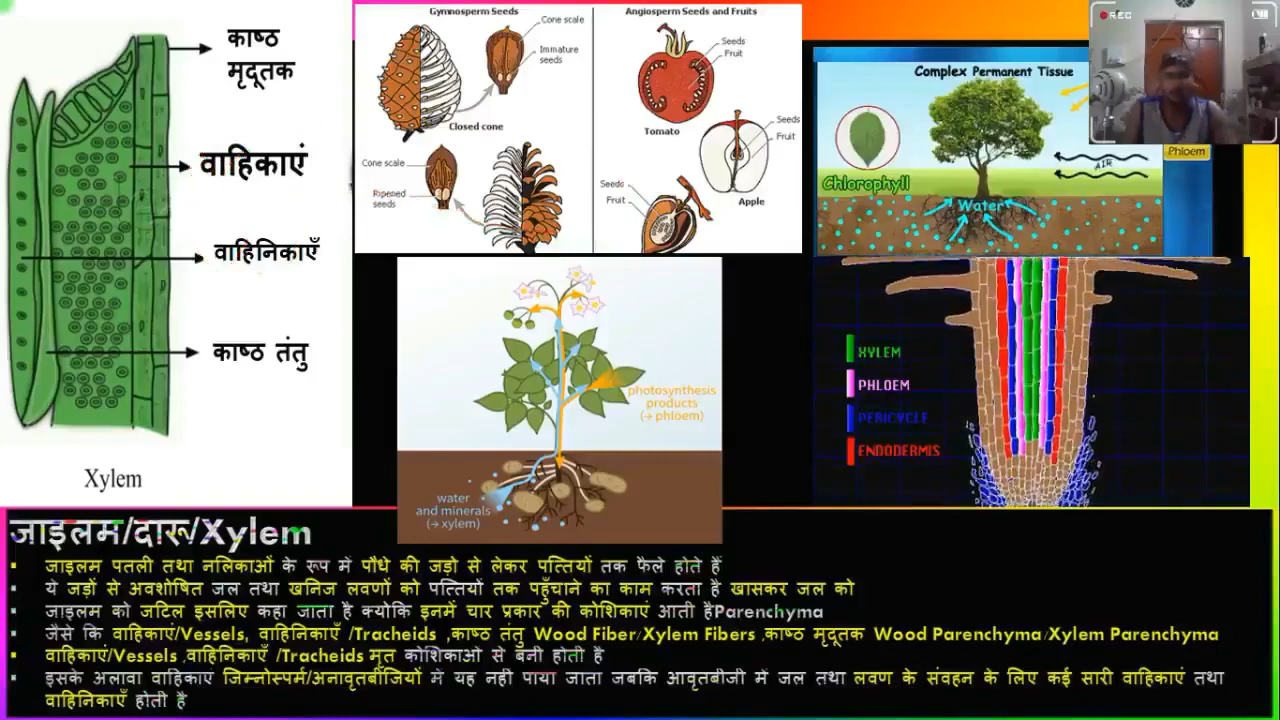 काष्ठ
मृदूतक
वाहिकाएं
वाहिनिकाएँ
काष्ठ तंतु
Xylem
Gymnosperm Seeds
Cone scale
Immature
seeds
Closed cone
Cone scale
Ripened
seeds
Angiosperm Seeds and Fruits
Seeds
Fruit
Tomato
Seeds
Fruit
Apple
Seeds
Fruit
Complex Permanent Tissue
Chlorophyll
AIR
Water
Phloem
REC
photosynthesis
products
(→ phloem)
water
and minerals
(→ xylem)
XYLEM
PHLOEM
PERICYCLE
ENDODERMIS
जाइलम/दारू/Xylem
जाइलम पतली तथा नलिकाओं के रूप में पौधे की जड़ो से लेकर पत्तियों तक फैले होते हैं
ये जड़ों से अवशोषित जल तथा खनिज लवणों को पत्तियों तक पहुँचाने का काम करता है खासकर जल को
जाइलम को जटिल इसलिए कहा जाता है क्योकि इनमें चार प्रकार की कोशिकाएं आती हैParenchyma
जैसे कि वाहिकाएं/Vessels, वाहिनिकाएँ /Tracheids ,काष्ठ तंतु Wood Fiber/Xylem Fibers ,काष्ठ मृदूतक Wood Parenchyma/Xylem Parenchyma
वाहिकाएं/Vessels ,वाहिनिकाएँ /Tracheids मृत कोशिकाओ से बनी होती है
इसके अलावा वाहिकाएं जिम्नोस्पर्म/अनावृतबीजियों में यह नही पाया जाता जबकि आवृतबीजी में जल तथा लवण के संवहन के लिए कई सारी वाहिकाएं तथा
वाहिनिकाएँ होती है